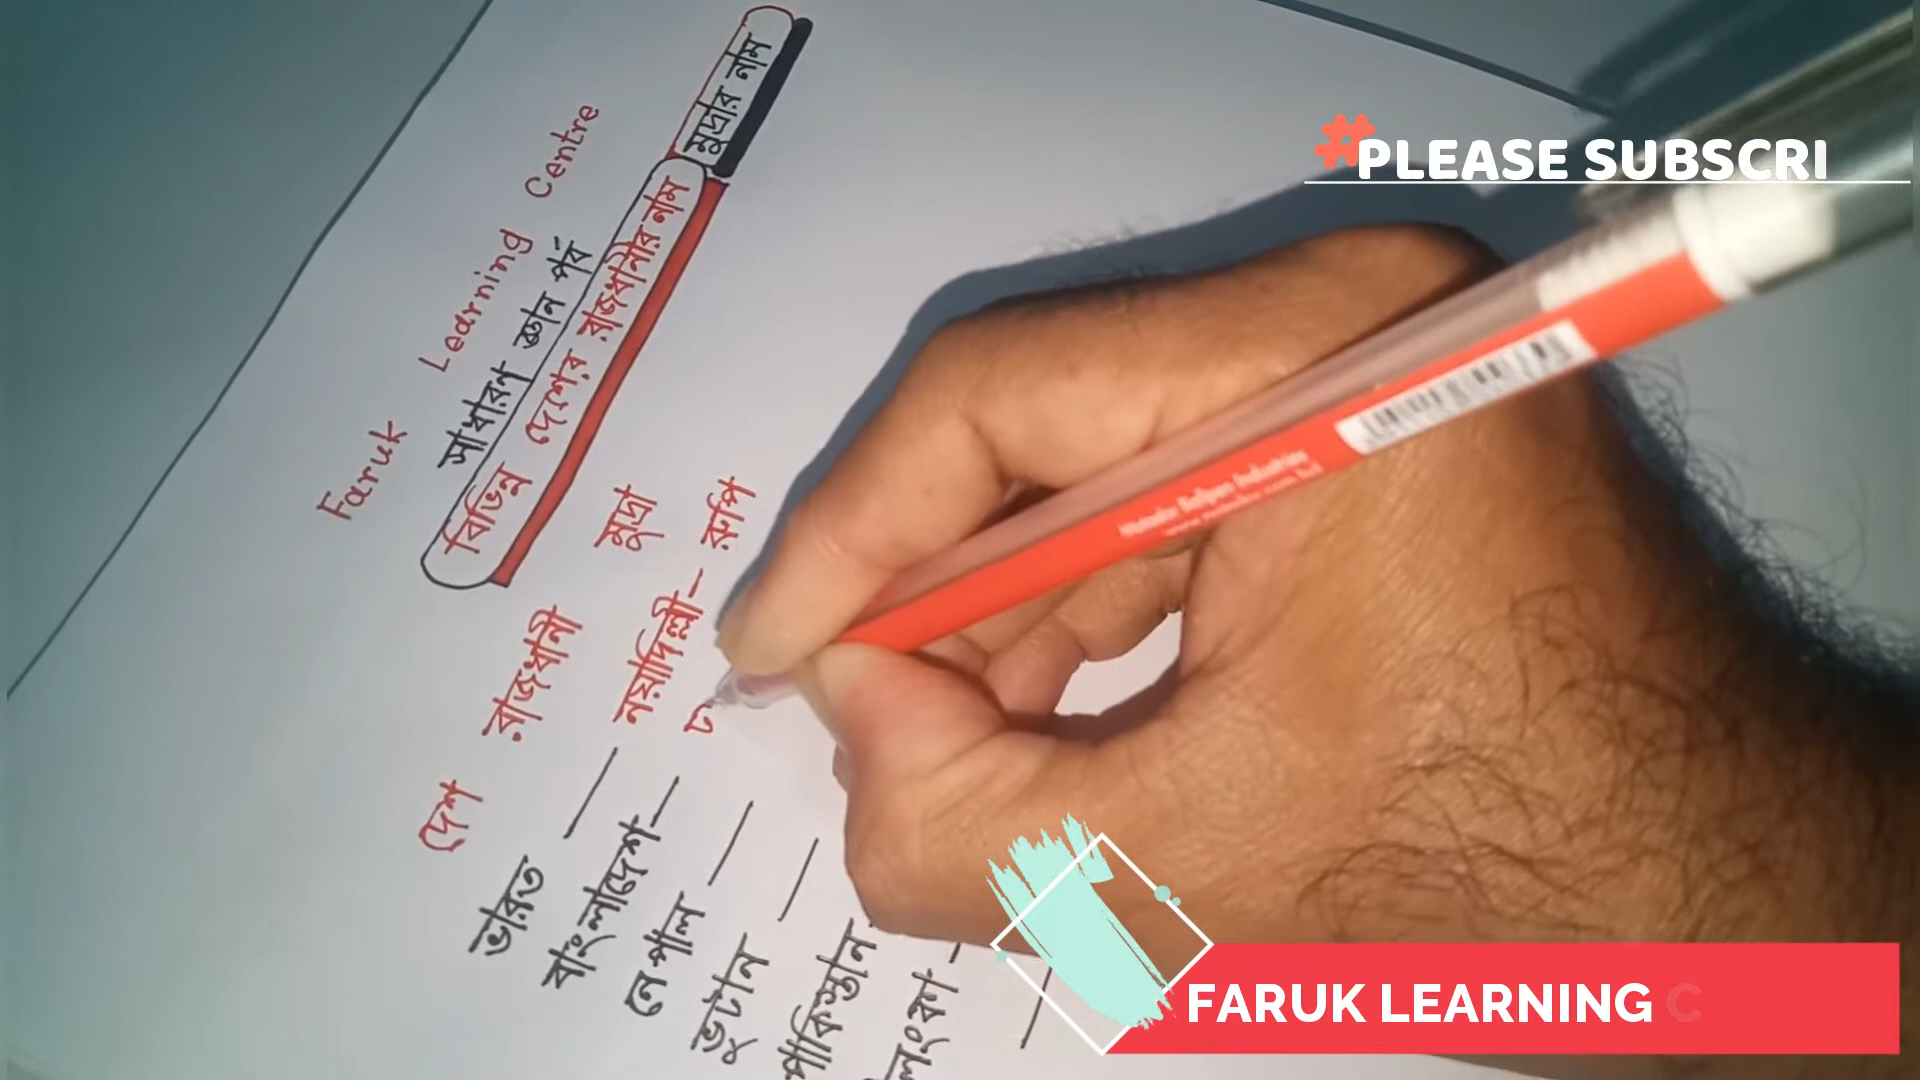 Faruk Learning Centre
সাধারণ জ্ঞান পর্ব
বিভিন্ন দেশের রাজধানীর নাম মুদ্রার নাম
দেশ রাজধানী মুদ্রা
ভারত — নয়াদিল্লী — রুপি
বাংলাদেশ — ঢ
নেপাল —
ভুটান —
পাকিস্তান
#PLEASE SUBSCRI
FARUK LEARNING C